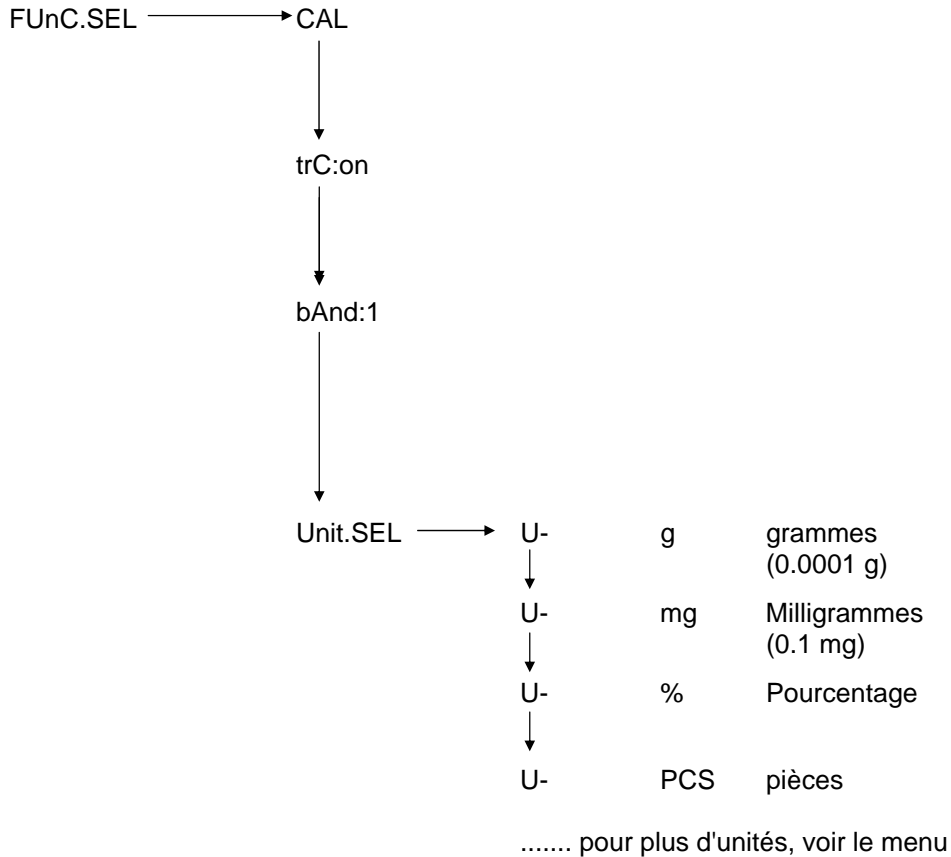 FUnC.SEL CAL
trC:on
bAnd:1
Unit.SEL U- g grammes
(0.0001 g)
U- mg Milligrammes
(0.1 mg)
U- % Pourcentage
U- PCS pièces
....... pour plus d'unités, voir le menu